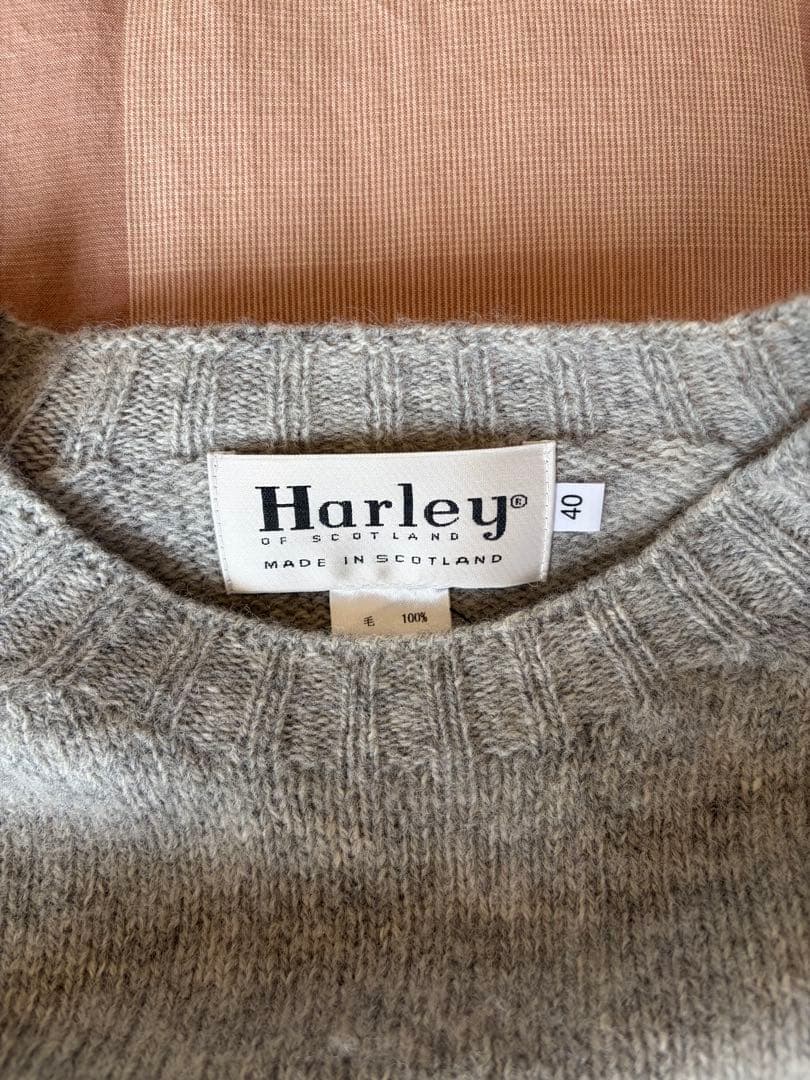 Harley®
OF SCOTLAND
MADE IN SCOTLAND
40
毛 100%